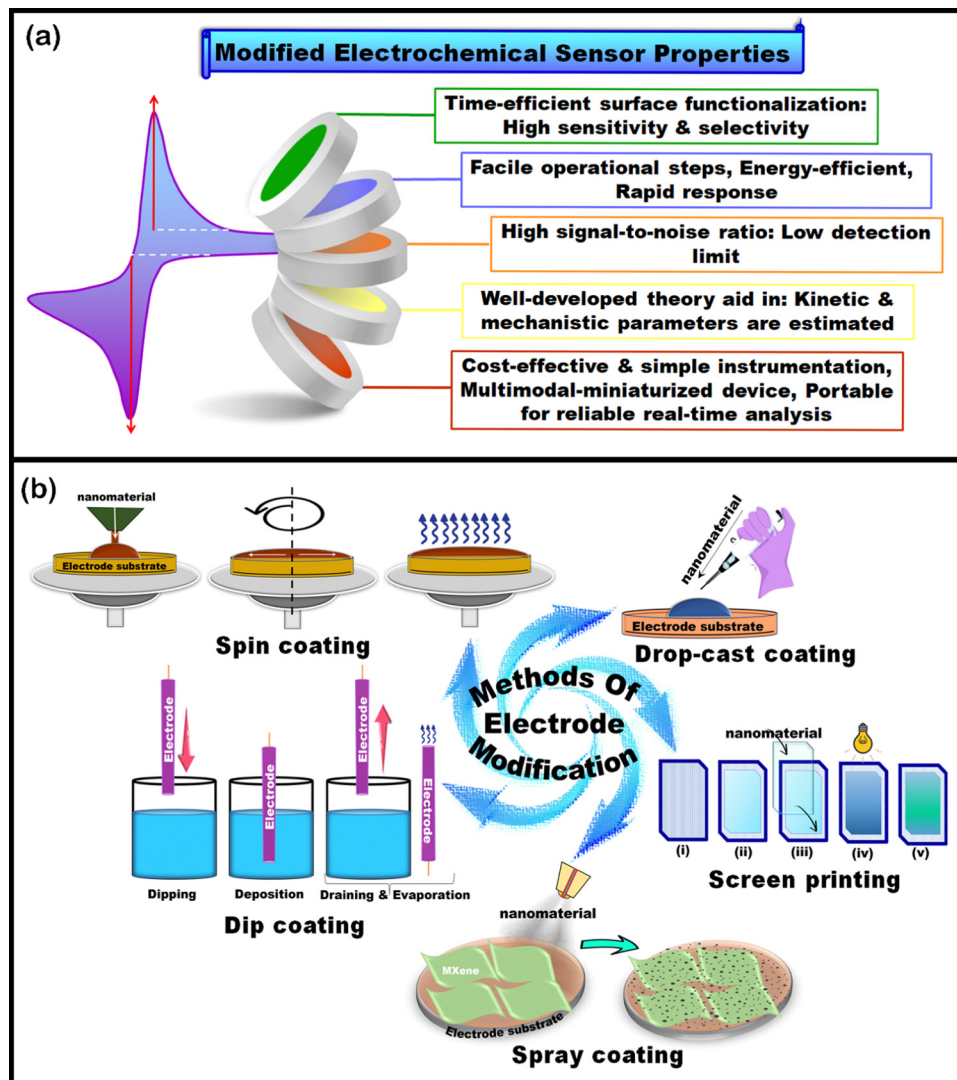 (a)
Modified Electrochemical Sensor Properties
Time-efficient surface functionalization:
High sensitivity & selectivity
Facile operational steps, Energy-efficient,
Rapid response
High signal-to-noise ratio: Low detection
limit
Well-developed theory aid in: Kinetic &
mechanistic parameters are estimated
Cost-effective & simple instrumentation,
Multimodal-miniaturized device, Portable
for reliable real-time analysis
(b)
nanomaterial
Electrode substrate
Spin coating
nanomaterial
Electrode substrate
Drop-cast coating
Methods Of
Electrode
Modification
Electrode
Electrode
Electrode
Electrode
Dipping
Deposition
Draining & Evaporation
Dip coating
nanomaterial
(i)
(ii)
(iii)
(iv)
(v)
Screen printing
nanomaterial
MXene
Electrode substrate
Spray coating